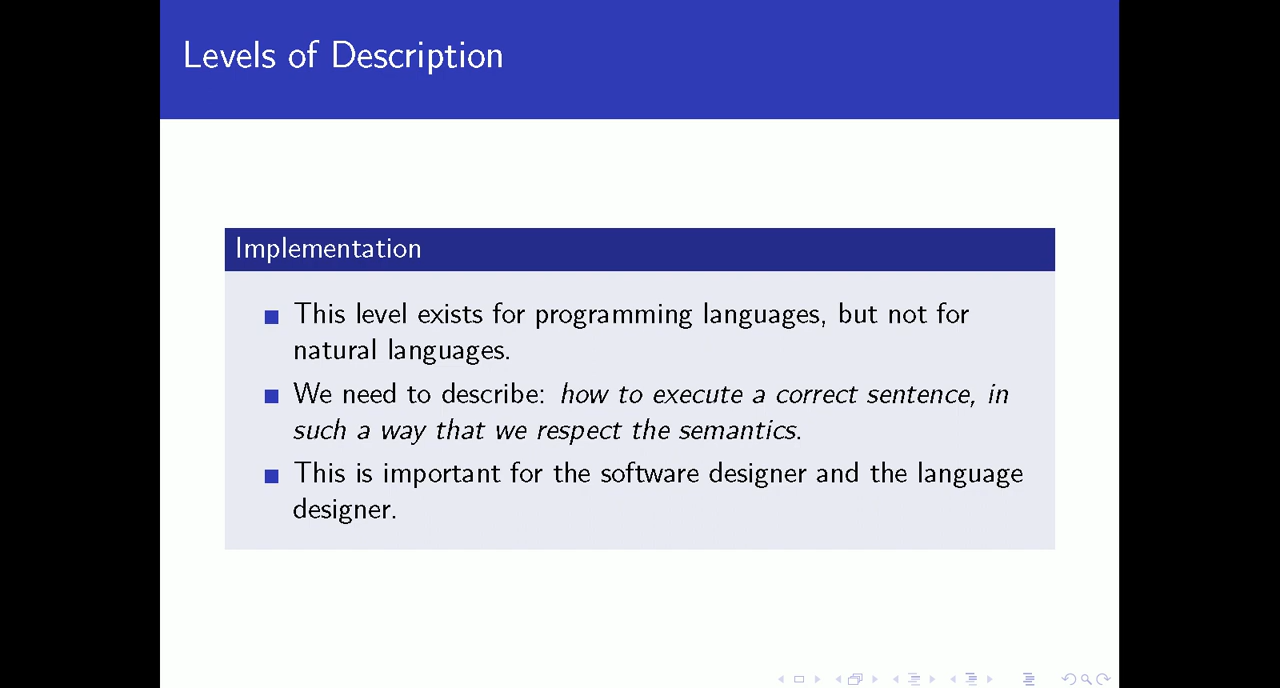 Levels of Description
Implementation
This level exists for programming languages, but not for
natural languages.
We need to describe: how to execute a correct sentence, in
such a way that we respect the semantics.
This is important for the software designer and the language
designer.